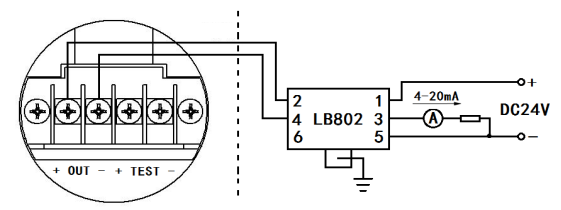 + OUT - + TEST -
2 1
4 LB802 3
6 5
4-20mA
A
+
DC24V
-